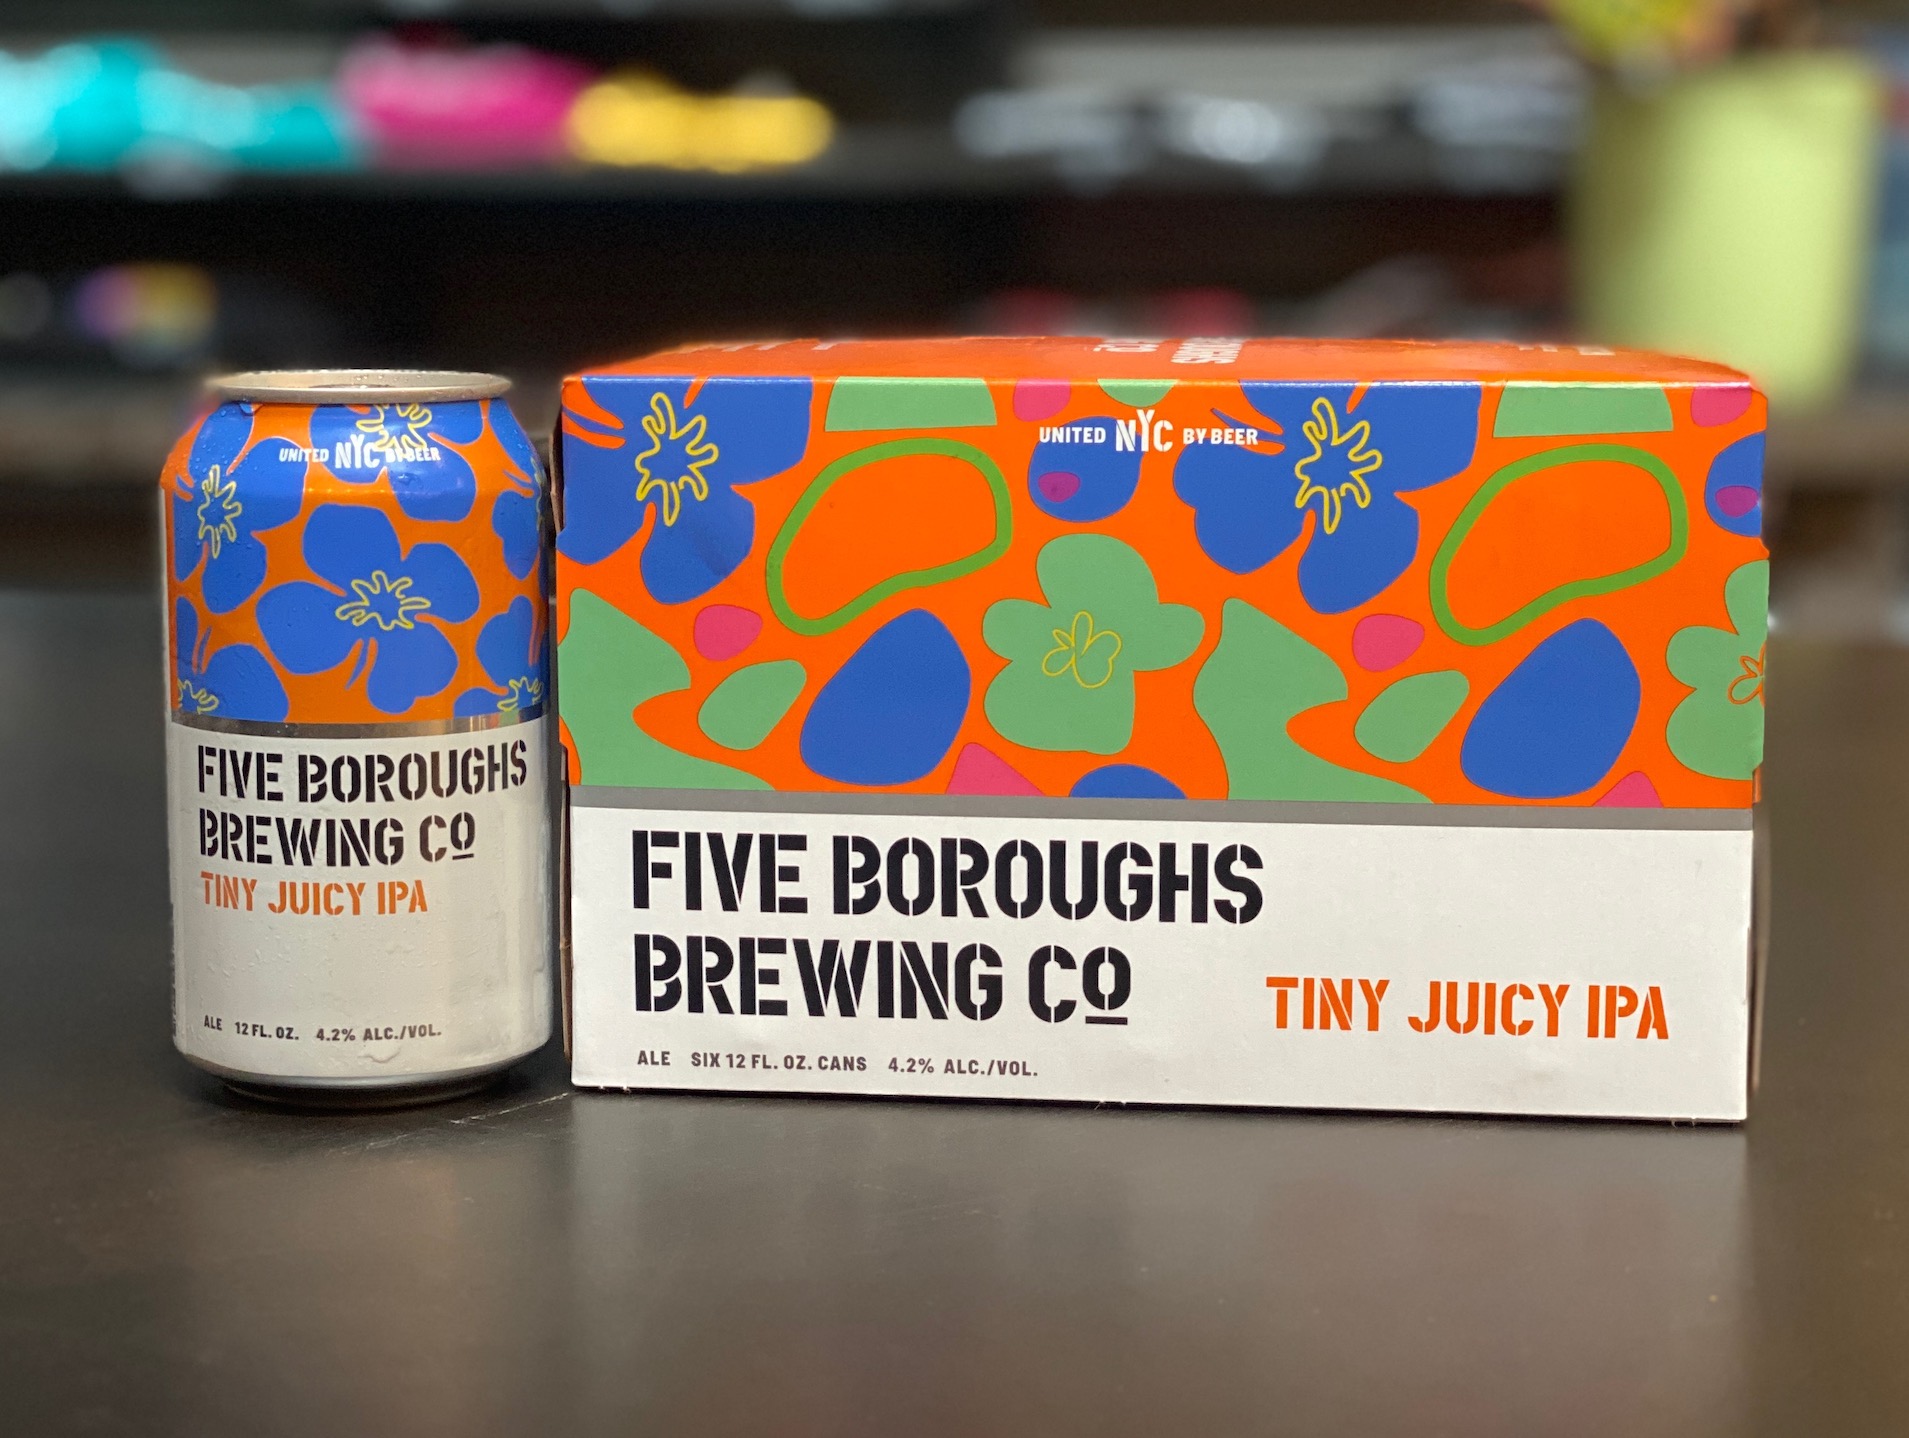 UNITED NYC BY BEER
FIVE BOROUGHS
BREWING Co
TINY JUICY IPA
ALE 12 FL. OZ. 4.2% ALC./VOL.
UNITED NYC BY BEER
FIVE BOROUGHS
BREWING Co
TINY JUICY IPA
ALE SIX 12 FL. OZ. CANS 4.2% ALC./VOL.